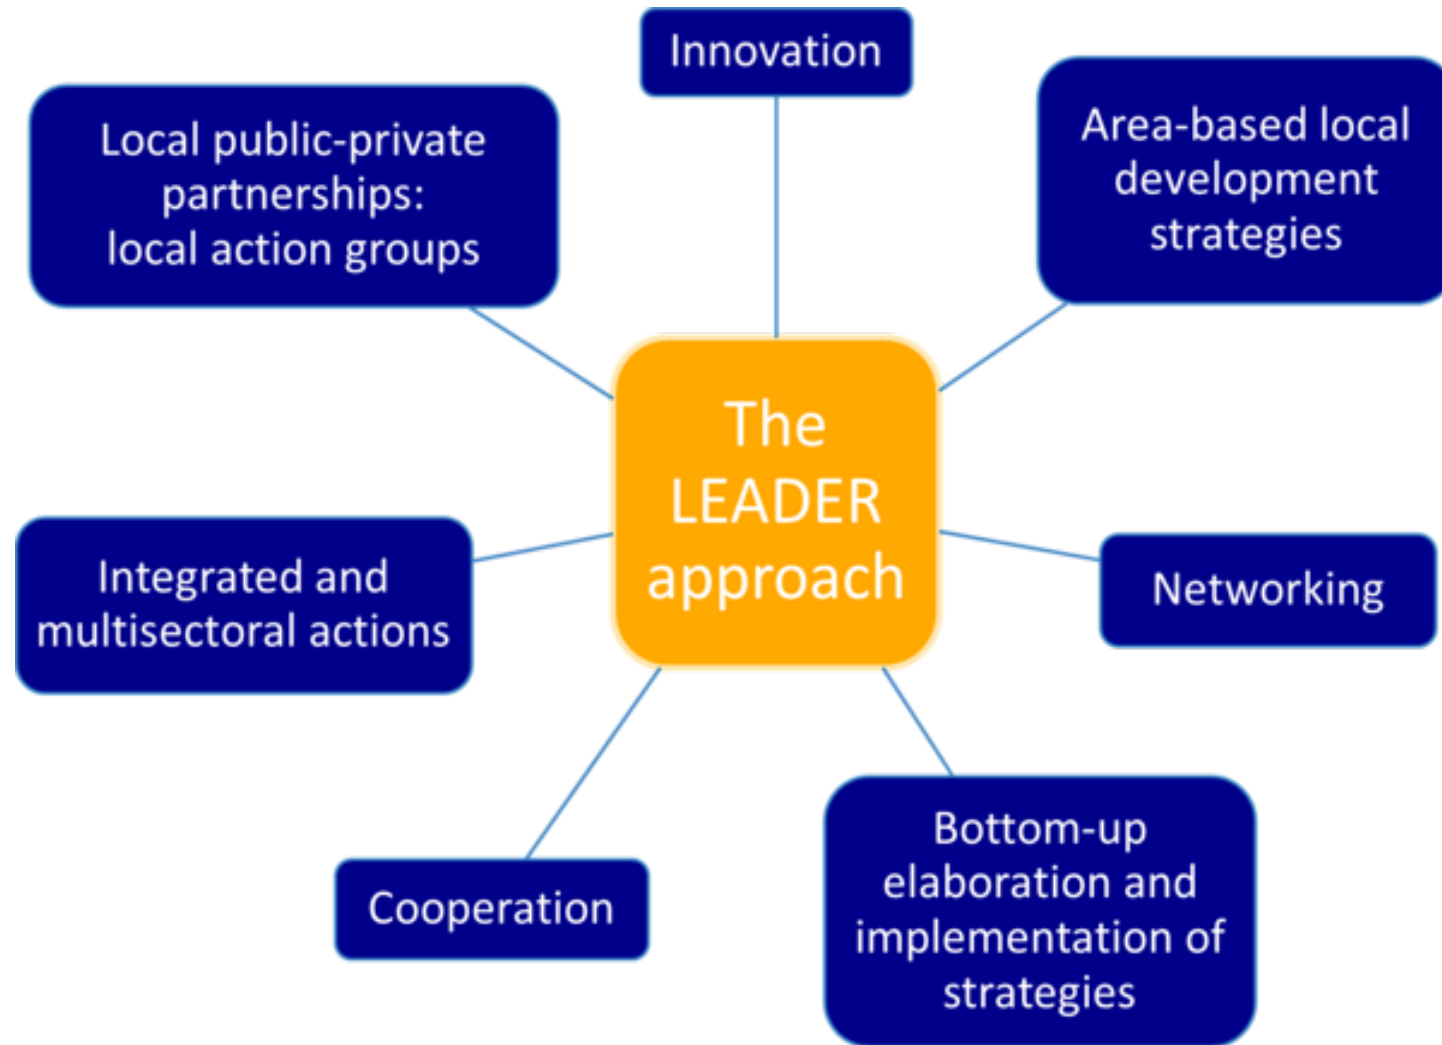 Innovation
Local public-private
partnerships:
local action groups
Area-based local
development
strategies
The
LEADER
approach
Integrated and
multisectoral actions
Networking
Cooperation
Bottom-up
elaboration and
implementation of
strategies